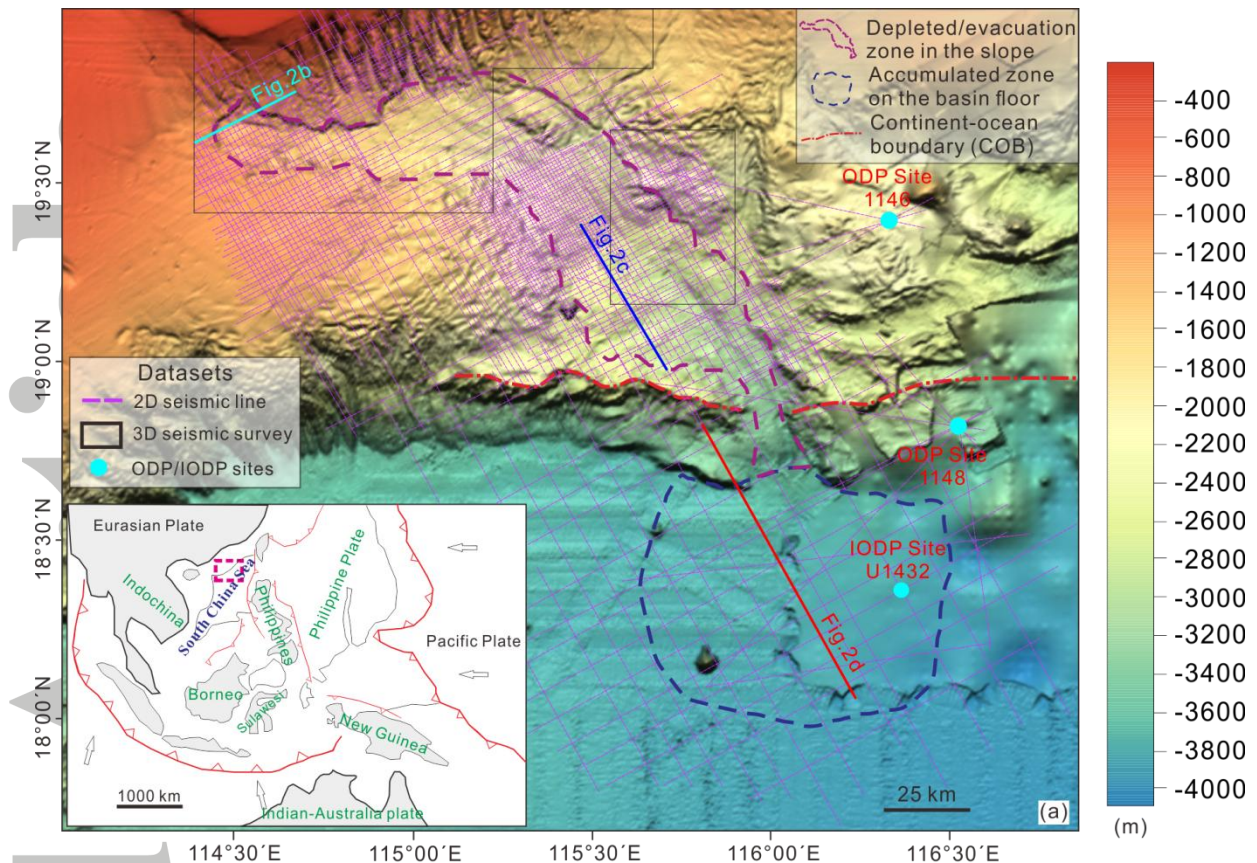 Depleted/evacuation
zone in the slope
Accumulated zone
on the basin floor
Continent-ocean
boundary (COB)
Fig.2b
ODP Site
1146
Fig.2c
Datasets
2D seismic line
3D seismic survey
ODP/IODP sites
ODP Site
1148
IODP Site
U1432
Fig.2d
Eurasian Plate
Indochina
South China Sea
Philippines
Philippine Plate
Pacific Plate
Borneo
Sulawesi
New Guinea
1000 km
Indian-Australia plate
25 km
(a)
19°30′N
19°00′N
18°30′N
18°00′N
114°30′E
115°00′E
115°30′E
116°00′E
116°30′E
-400
-600
-800
-1000
-1200
-1400
-1600
-1800
-2000
-2200
-2400
-2600
-2800
-3000
-3200
-3400
-3600
-3800
-4000
(m)